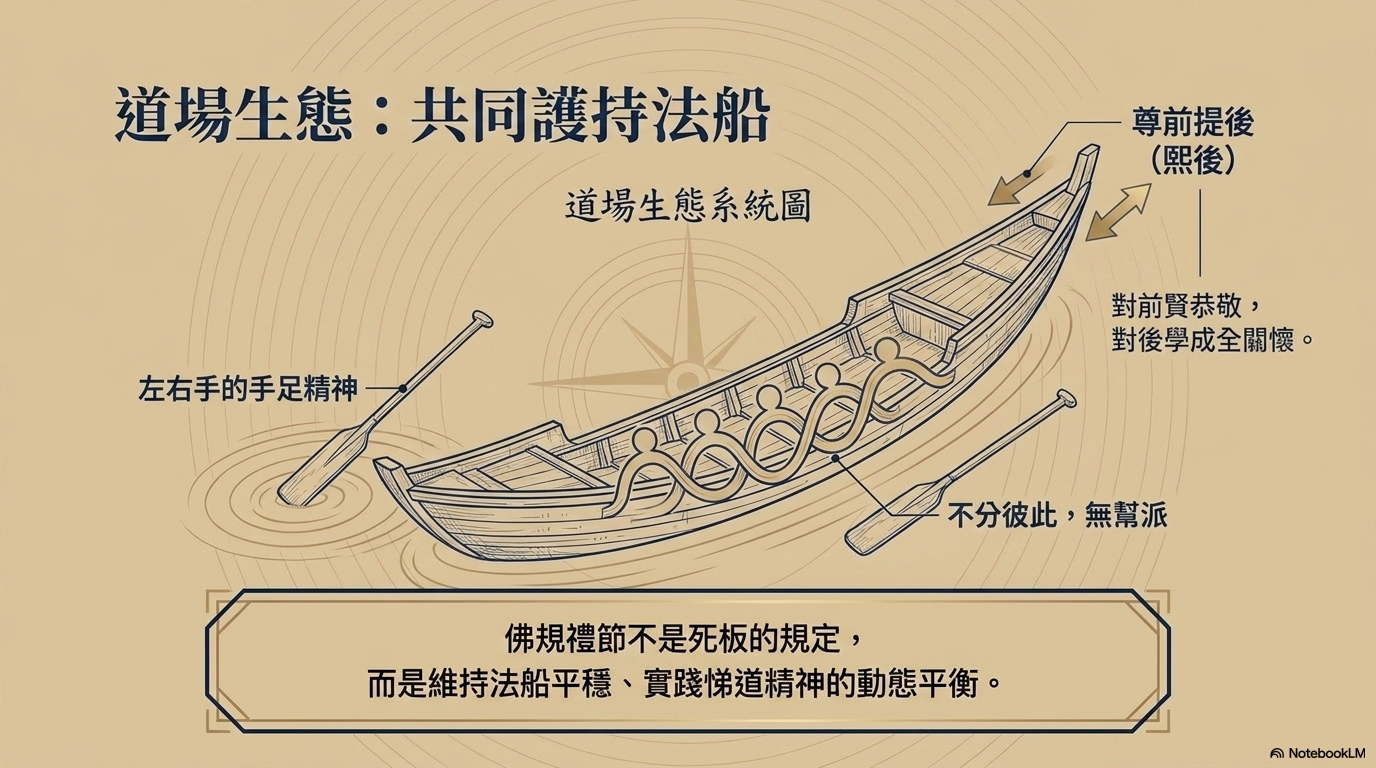 道場生態：共同護持法船
道場生態系統圖
尊前提後
（熙後）
對前賢恭敬，
對後學成全關懷。
左右手的手足精神
不分彼此，無幫派
佛規禮節不是死板的規定，
而是維持法船平穩、實踐悌道精神的動態平衡。
NotebookLM